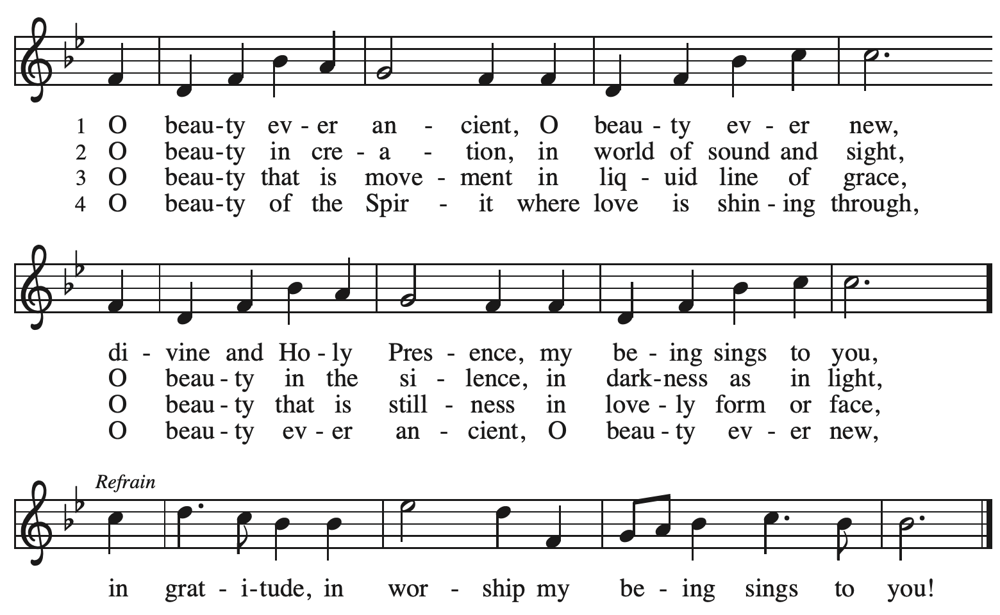 1 O beau-ty ev - er an - cient, O beau - ty ev - er new,
2 O beau-ty in cre - a - tion, in world of sound and sight,
3 O beau-ty that is move - ment in liq - uid line of grace,
4 O beau-ty of the Spir - it where love is shin - ing through,
di - vine and Ho - ly Pres - ence, my be - ing sings to you,
O beau - ty in the si - lence, in dark-ness as in light,
O beau - ty that is still - ness in love - ly form or face,
O beau - ty ev - er an - cient, O beau - ty ev - er new,
Refrain
in grat - i-tude, in wor - ship my be - ing sings to you!